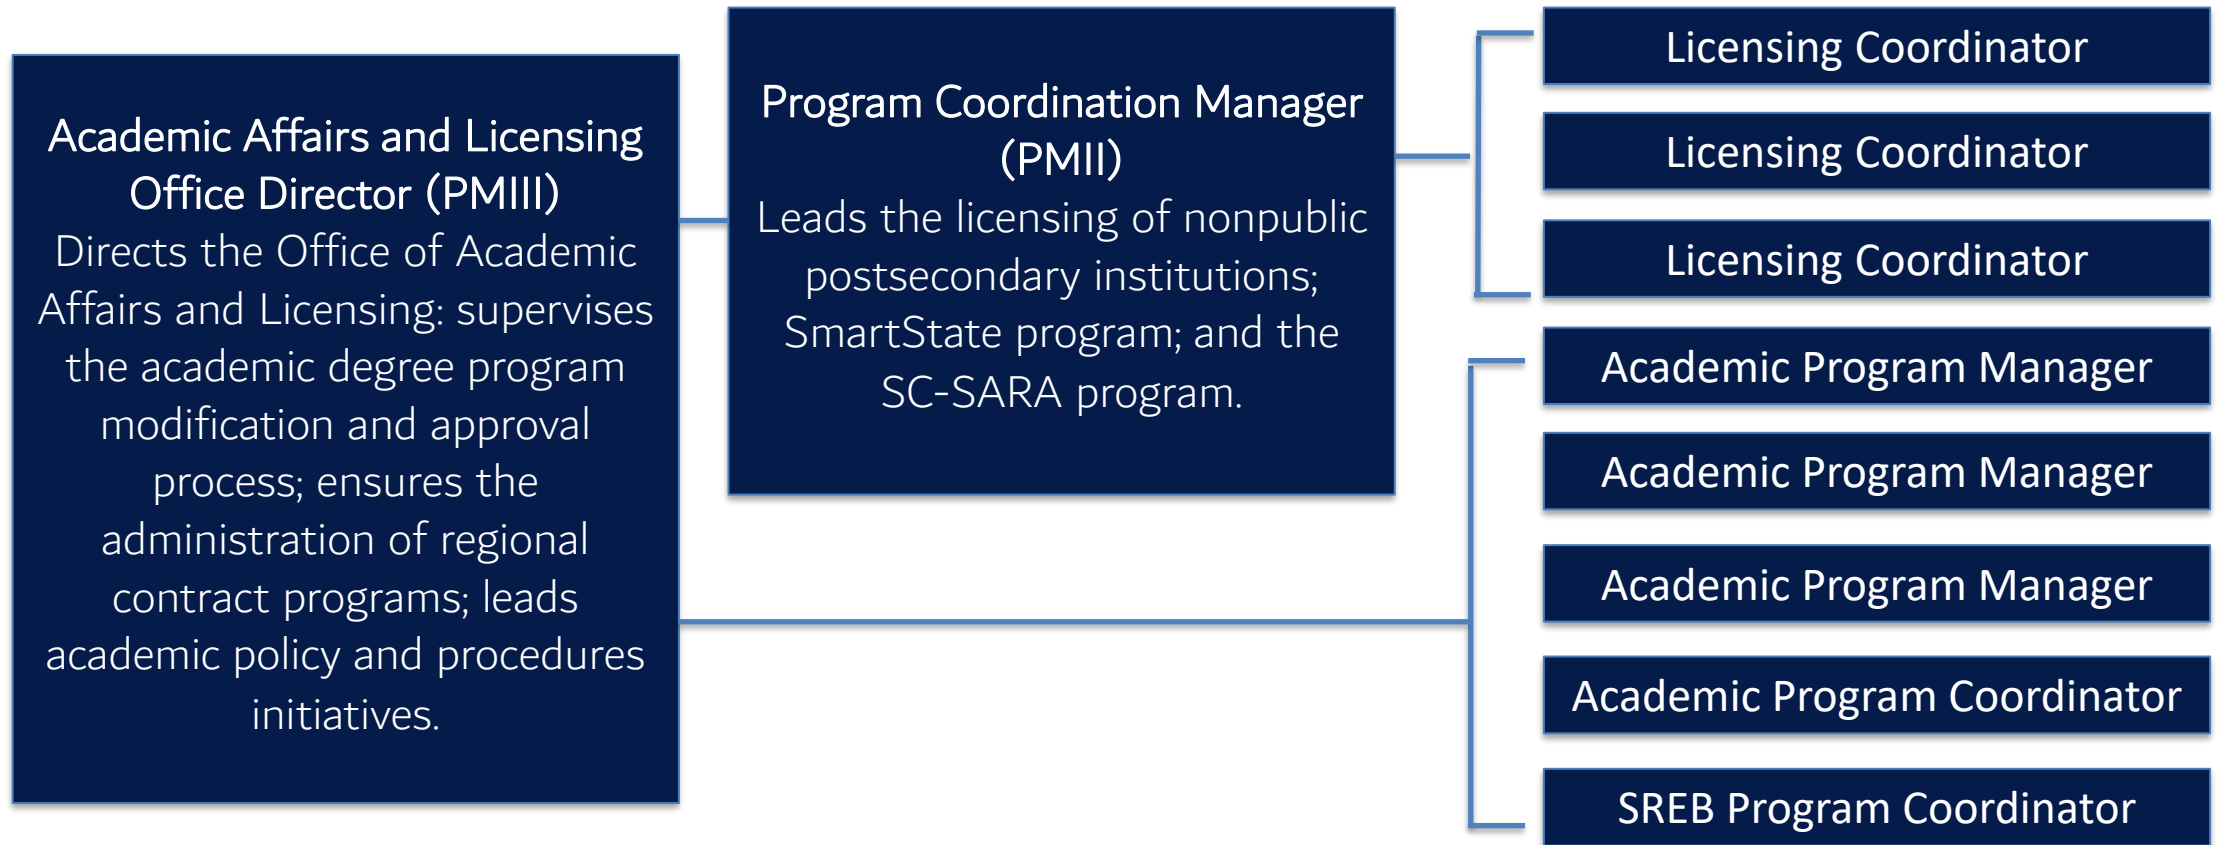 Academic Affairs and Licensing
Office Director (PMIII)
Directs the Office of Academic
Affairs and Licensing: supervises
the academic degree program
modification and approval
process; ensures the
administration of regional
contract programs; leads
academic policy and procedures
initiatives.
Program Coordination Manager
(PMII)
Leads the licensing of nonpublic
postsecondary institutions;
SmartState program; and the
SC-SARA program.
Licensing Coordinator
Licensing Coordinator
Licensing Coordinator
Academic Program Manager
Academic Program Manager
Academic Program Manager
Academic Program Coordinator
SREB Program Coordinator